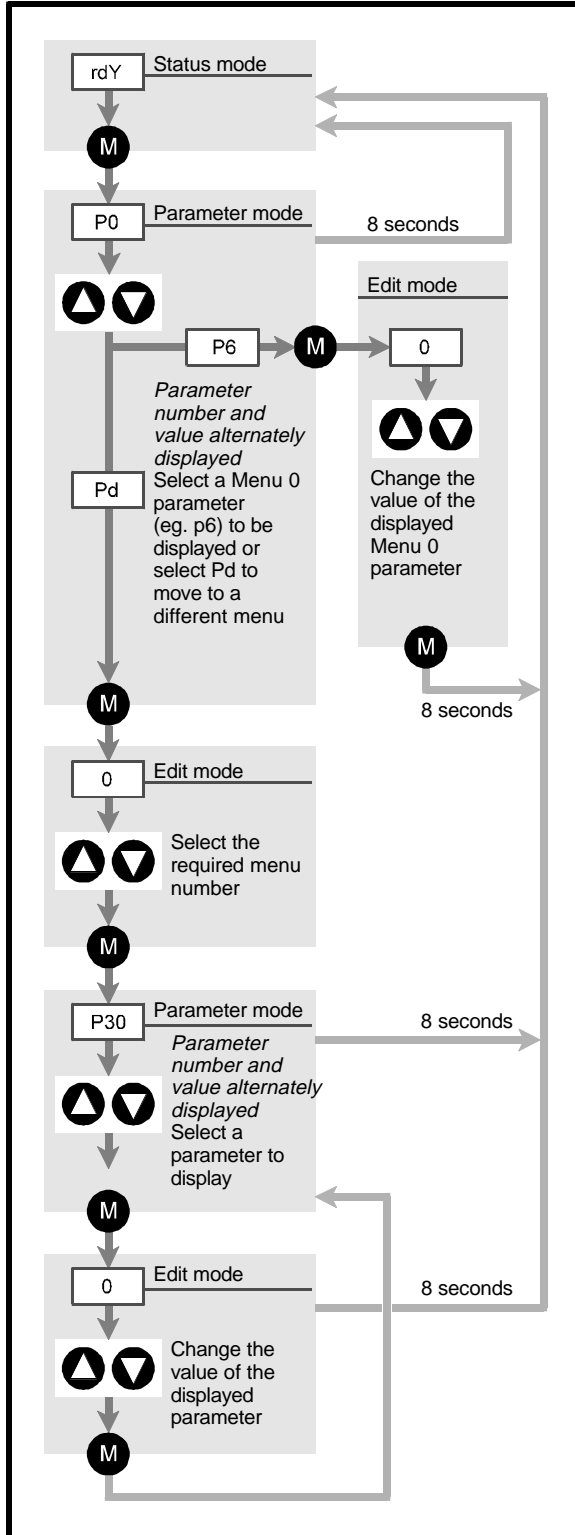 rdY
Status mode
M
P0
Parameter mode
8 seconds
P6
M
Parameter
number and
value alternately
displayed
Select a Menu 0
parameter
(eg. p6) to be
displayed or
select Pd to
move to a
different menu
Pd
M
Edit mode
0
Change the
value of the
displayed
Menu 0
parameter
M
8 seconds
0
Edit mode
Select the
required menu
number
M
P30
Parameter mode
8 seconds
Parameter
number and
value alternately
displayed
Select a
parameter to
display
M
0
Edit mode
8 seconds
Change the
value of the
displayed
parameter
M